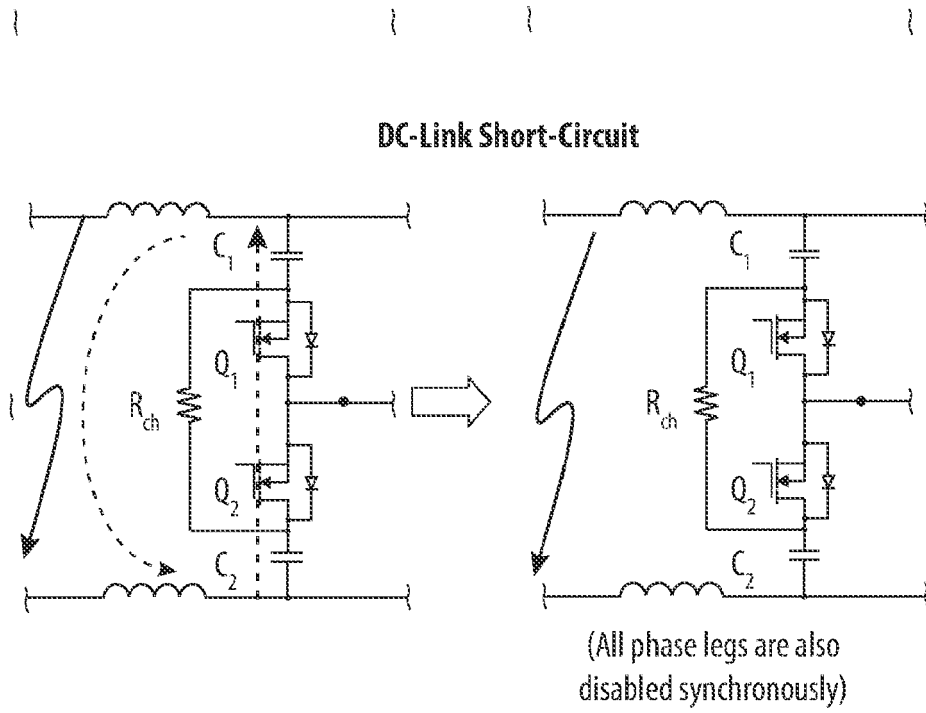 DC-Link Short-Circuit
C1
Q1
Rch
Q2
C2
C1
Q1
Rch
Q2
C2
(All phase legs are also
disabled synchronously)